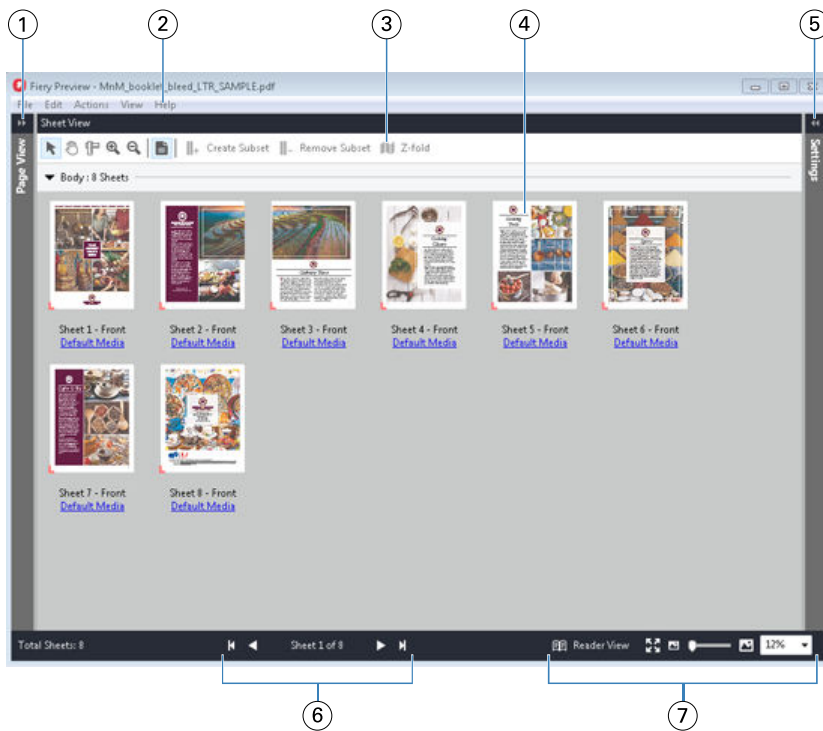 1 2 3 4 5
Fiery Preview - MnM_booklet_bleed_LTR_SAMPLE.pdf
File Edit Actions View Help
Sheet View
Page View
Settings
Create Subset Remove Subset Z-fold
Body : 8 Sheets
Sheet 1 - Front Sheet 2 - Front Sheet 3 - Front Sheet 4 - Front Sheet 5 - Front Sheet 6 - Front
Default Media Default Media Default Media Default Media Default Media Default Media
Sheet 7 - Front Sheet 8 - Front
Default Media Default Media
Total Sheets: 8 Sheet 1 of 8 Reader View 12%
6 7